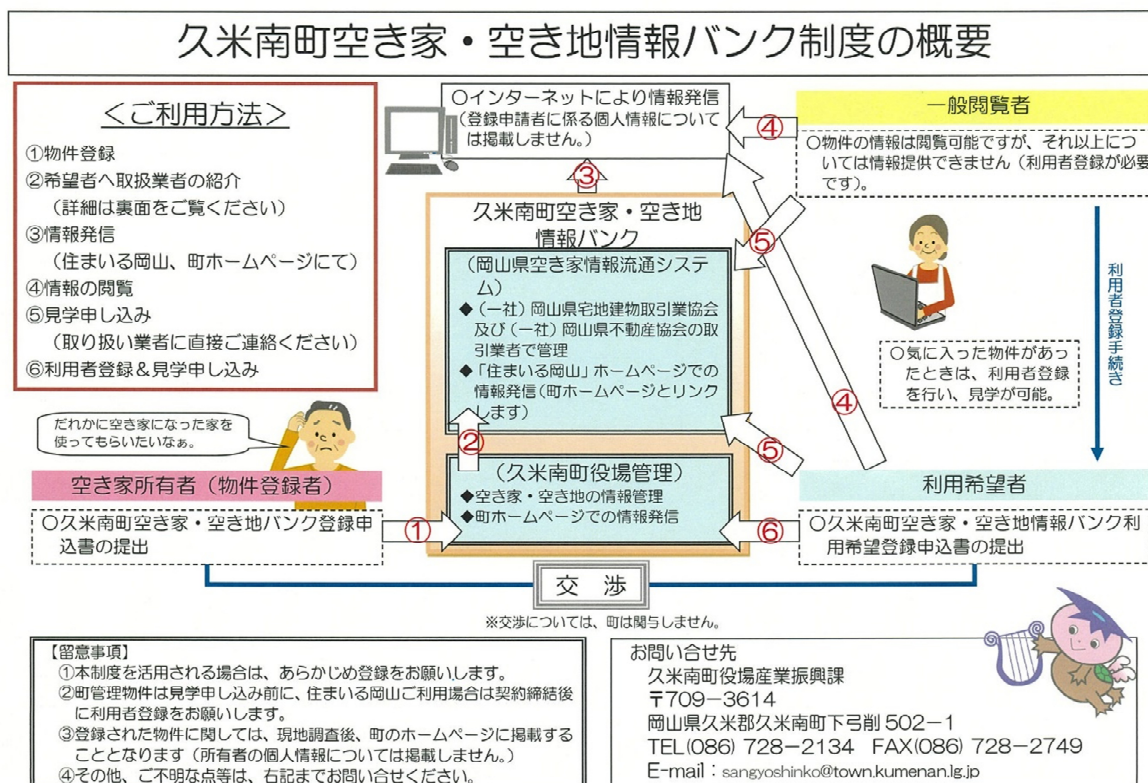 久米南町空き家・空き地情報バンク制度の概要
＜ご利用方法＞
①物件登録
②希望者へ取扱業者の紹介
（詳細は裏面をご覧ください）
③情報発信
（住まいる岡山、町ホームページにて）
④情報の閲覧
⑤見学申し込み
（取り扱い業者に直接ご連絡ください）
⑥利用者登録＆見学申し込み
〇インターネットにより情報発信
（登録申請者に係る個人情報について
は掲載しません。）
③
④
一般閲覧者
〇物件の情報は閲覧可能ですが、それ以上につ
いては情報提供できません（利用者登録が必要
です）。
久米南町空き家・空き地
情報バンク
（岡山県空き家情報流通システ
ム）
◆（一社）岡山県宅地建物取引業協会
及び（一社）岡山県不動産協会の取
引業者で管理
◆「住まいる岡山」ホームページでの
情報発信（町ホームページとリンク
します）
⑤
④
⑤
②
利用者登録手続き
〇気に入った物件があっ
たときは、利用者登録
を行い、見学が可能。
だれかに空き家になった家を
使ってもらいたいなぁ。
空き家所有者（物件登録者）
〇久米南町空き家・空き地バンク登録申
込書の提出
①
（久米南町役場管理）
◆空き家・空き地の情報管理
◆町ホームページでの情報発信
⑥
利用希望者
〇久米南町空き家・空き地情報バンク利
用希望登録申込書の提出
交　渉
※交渉については、町は関与しません。
【留意事項】
①本制度を活用される場合は、あらかじめ登録をお願いします。
②町管理物件は見学申し込み前に、住まいる岡山ご利用場合は契約締結後
に利用者登録をお願いします。
③登録された物件に関しては、現地調査後、町のホームページに掲載する
こととなります（所有者の個人情報については掲載しません。）
④その他、ご不明な点等は、右記までお問い合せください。
お問い合せ先
久米南町役場産業振興課
〒709－3614
岡山県久米郡久米南町下弓削502－1
TEL(086) 728－2134　FAX(086) 728－2749
E-mail：sangyoshinko@town.kumenan.lg.jp